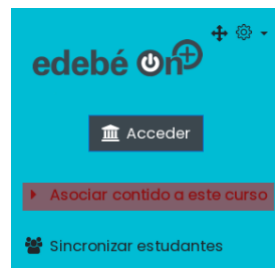 edebé On+
Acceder
Asociar contido a este curso
Sincronizar estudantes